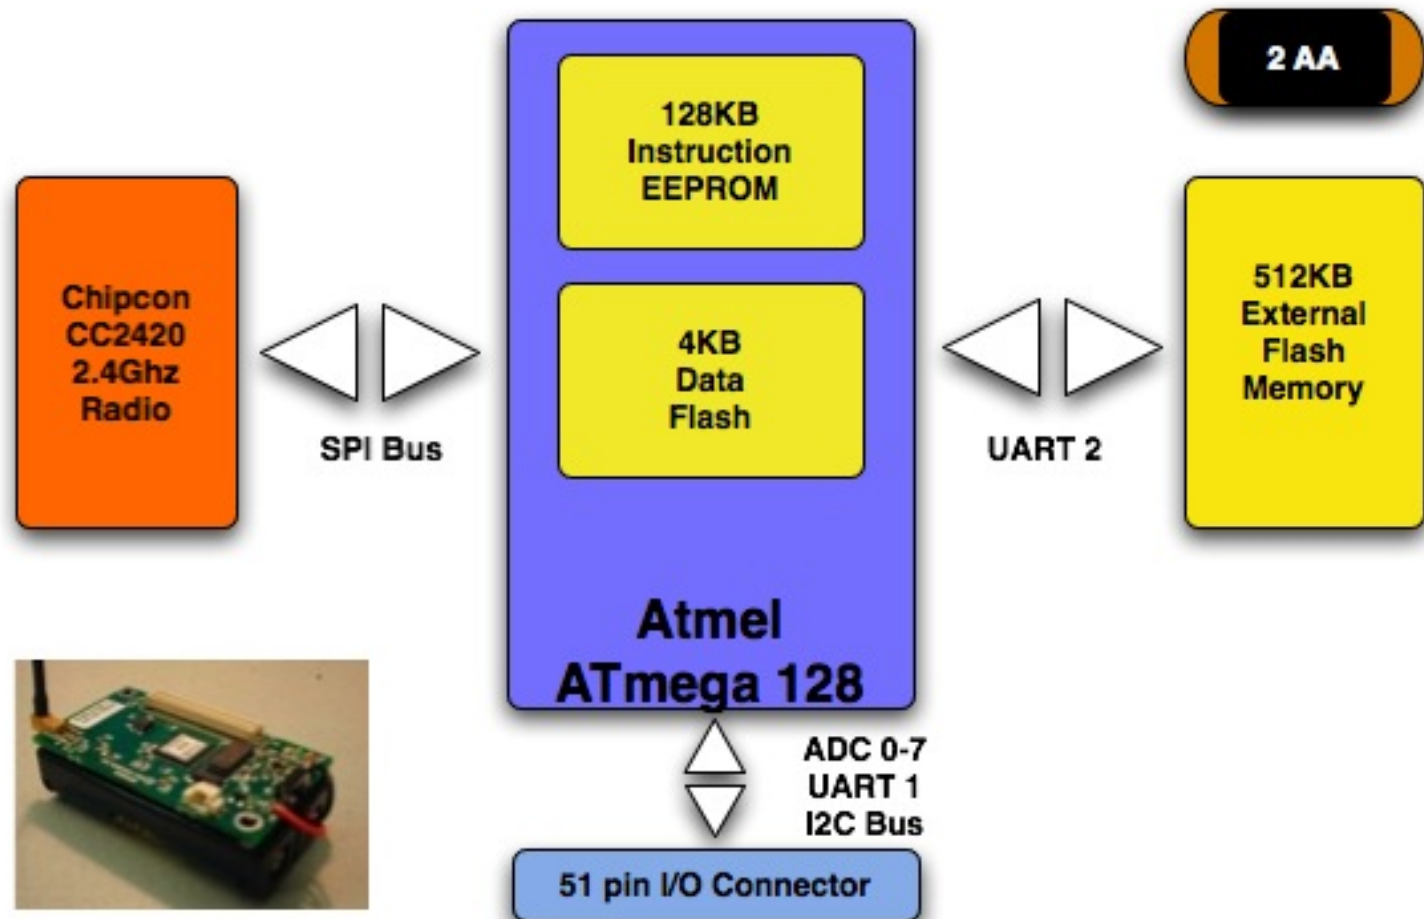 2 AA
128KB
Instruction
EEPROM
Chipcon
CC2420
2.4Ghz
Radio
SPI Bus
4KB
Data
Flash
UART 2
512KB
External
Flash
Memory
Atmel
ATmega 128
ADC 0-7
UART 1
I2C Bus
51 pin I/O Connector